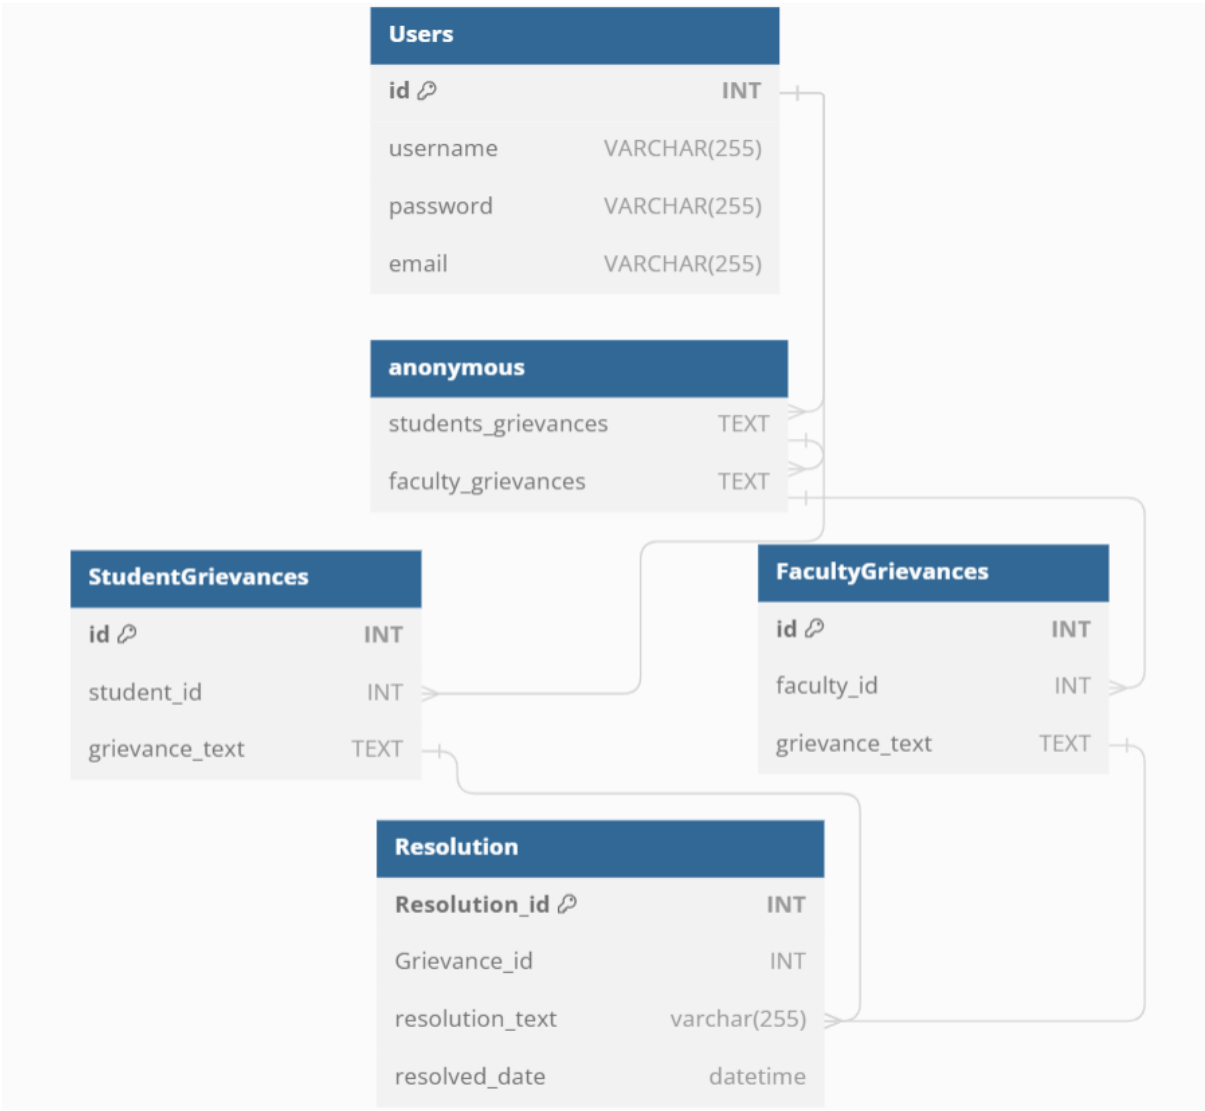 Users
id INT
username VARCHAR(255)
password VARCHAR(255)
email VARCHAR(255)
anonymous
students_grievances TEXT
faculty_grievances TEXT
StudentGrievances
id INT
student_id INT
grievance_text TEXT
FacultyGrievances
id INT
faculty_id INT
grievance_text TEXT
Resolution
Resolution_id INT
Grievance_id INT
resolution_text varchar(255)
resolved_date datetime